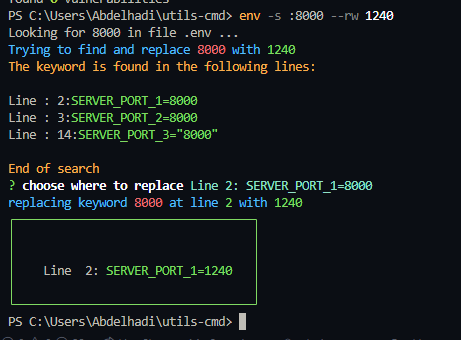 PS C:\Users\Abdelhadi\utils-cmd> env -s :8000 --rw 1240
Looking for 8000 in file .env ...
Trying to find and replace 8000 with 1240
The keyword is found in the following lines:
Line : 2:SERVER_PORT_1=8000
Line : 3:SERVER_PORT_2=8000
Line : 14:SERVER_PORT_3="8000"
End of search
? choose where to replace Line 2: SERVER_PORT_1=8000
replacing keyword 8000 at line 2 with 1240
Line 2: SERVER_PORT_1=1240
PS C:\Users\Abdelhadi\utils-cmd>